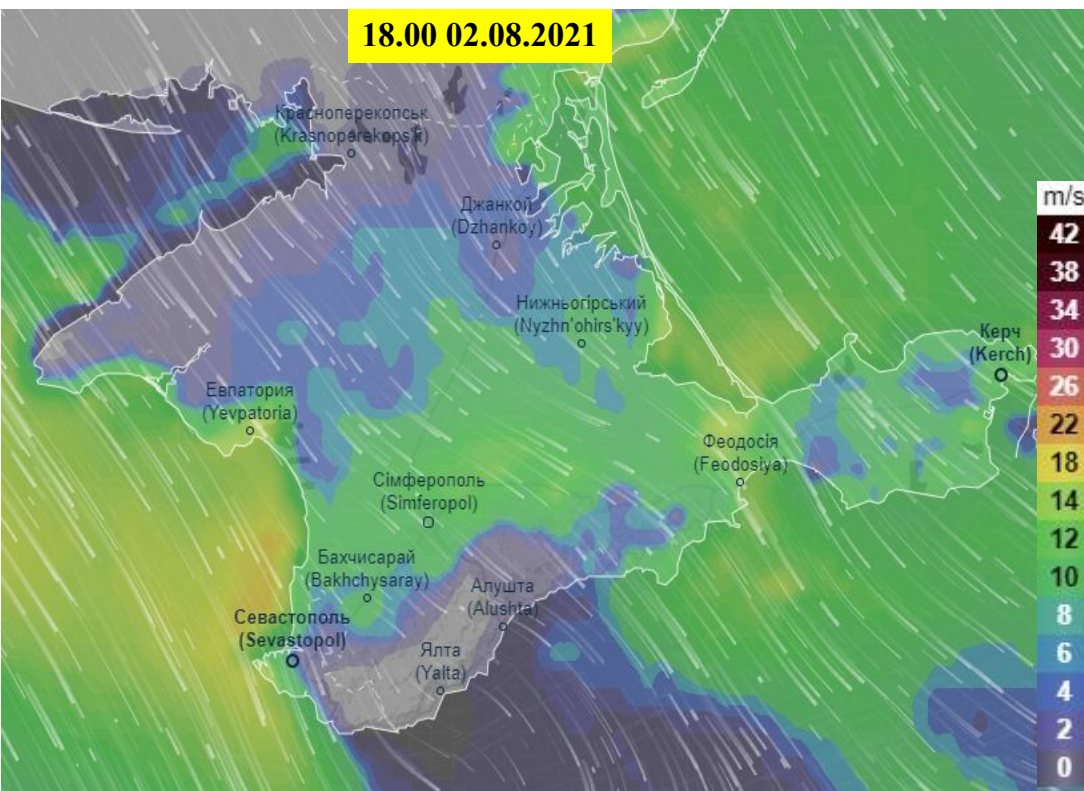 18.00 02.08.2021
Красноперекопськ
(Krasnoperekops'k)
Джанкой
(Dzhankoy)
Нижньогірський
(Nyzhn'ohirs'kyy)
Керч
(Kerch)
Евпатория
(Yevpatoria)
Феодосія
(Feodosiya)
Сімферополь
(Simferopol)
Бахчисарай
(Bakhchysaray)
Алушта
(Alushta)
Севастополь
(Sevastopol)
Ялта
(Yalta)
m/s
42
38
34
30
26
22
18
14
12
10
8
6
4
2
0